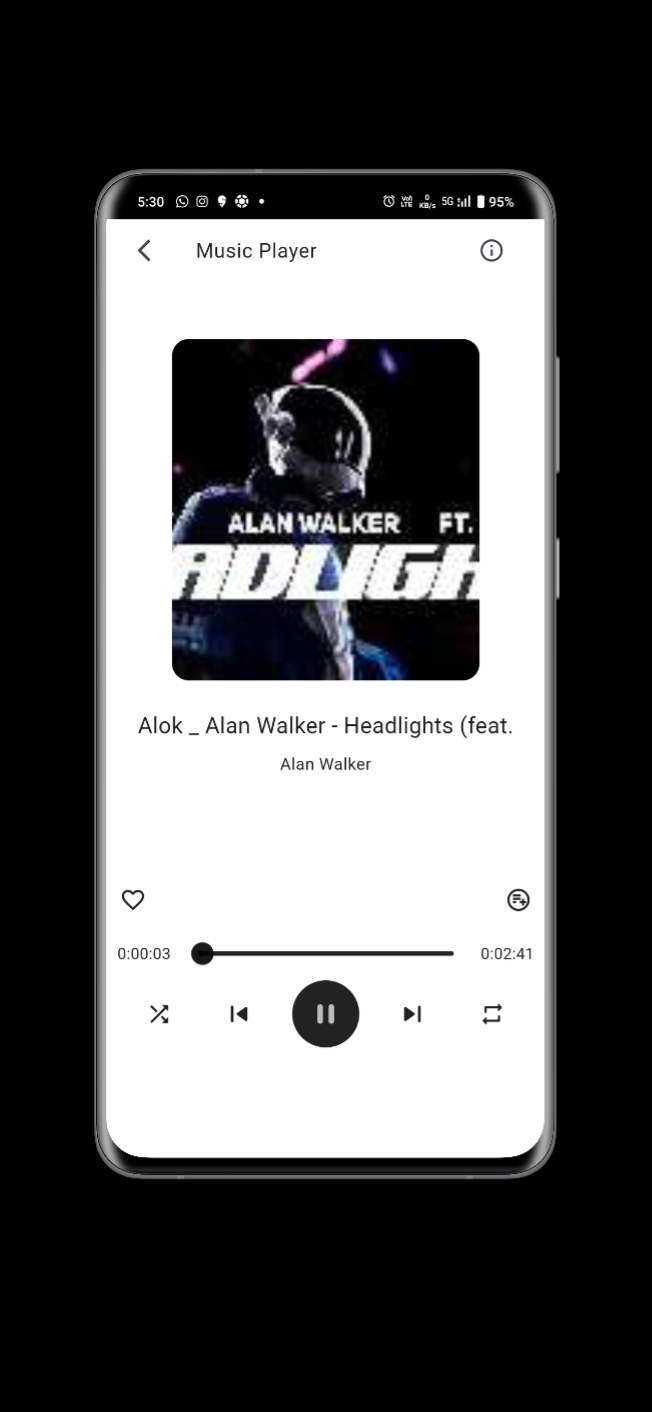 5:30 Vo) LTE 0 KB/s 5G 95%
Music Player
ALAN WALKER FT.
ADLIGH
Alok _ Alan Walker - Headlights (feat.
Alan Walker
0:00:03 0:02:41